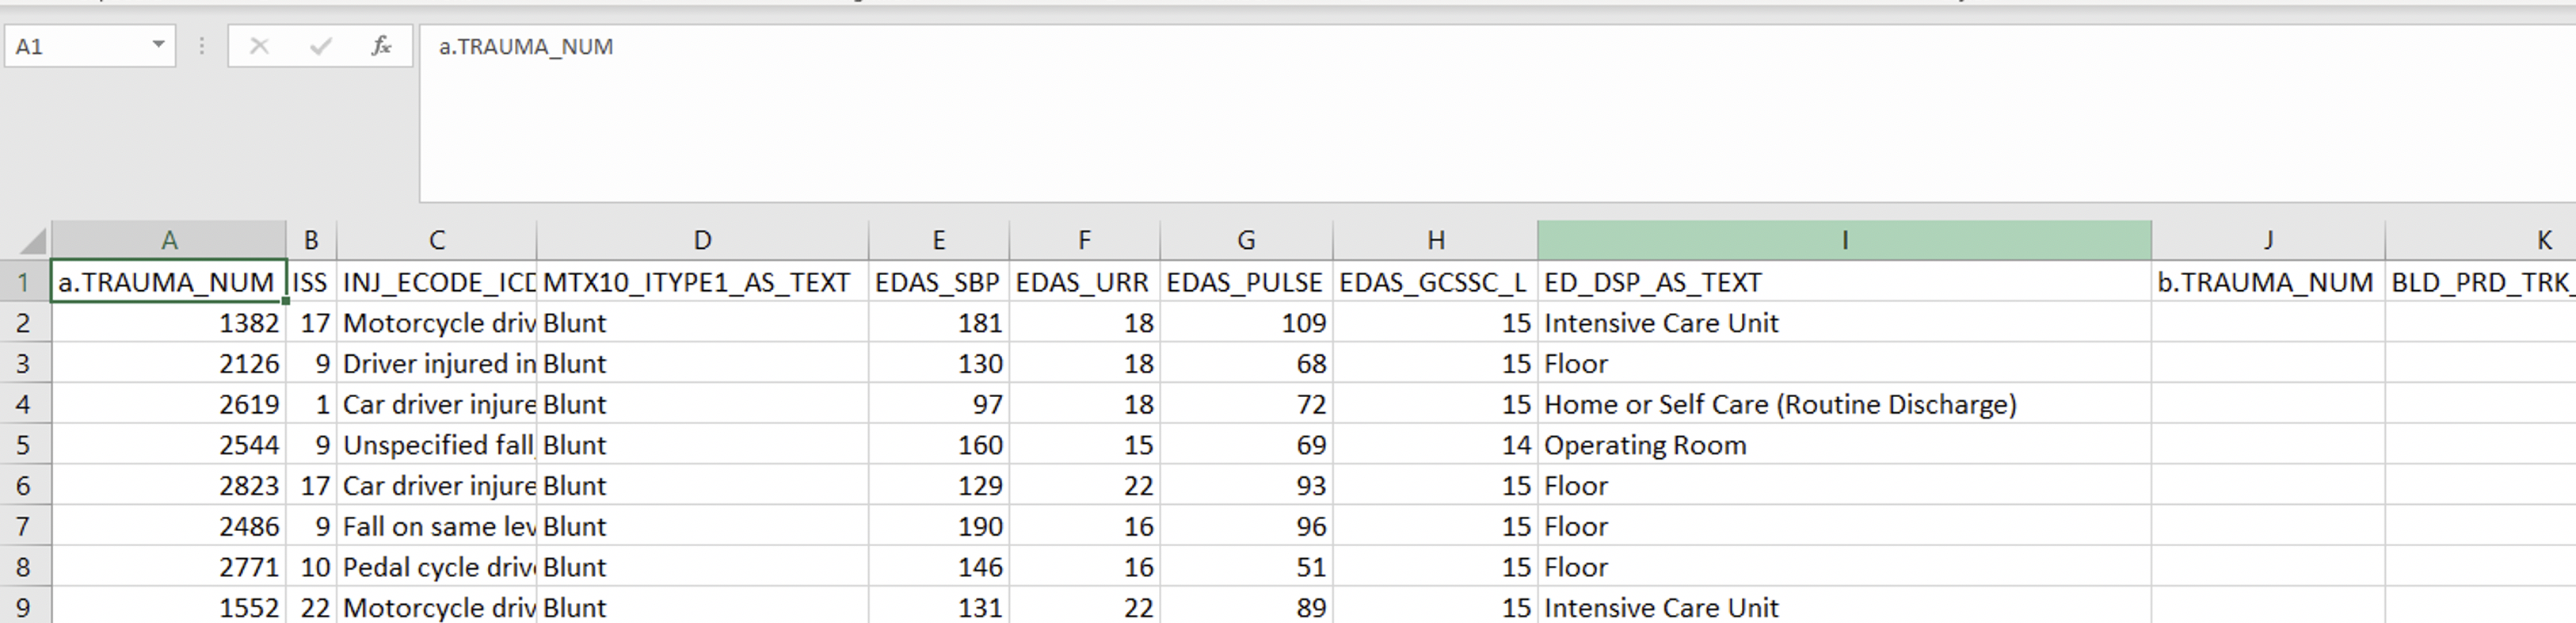 A1 fx a.TRAUMA_NUM
A B C D E F G H I J K
1 a.TRAUMA_NUM ISS INJ_ECODE_ICD MTX10_ITYPE1_AS_TEXT EDAS_SBP EDAS_URR EDAS_PULSE EDAS_GCSSC_L ED_DSP_AS_TEXT b.TRAUMA_NUM BLD_PRD_TRK_
2 1382 17 Motorcycle driv Blunt 181 18 109 15 Intensive Care Unit
3 2126 9 Driver injured in Blunt 130 18 68 15 Floor
4 2619 1 Car driver injure Blunt 97 18 72 15 Home or Self Care (Routine Discharge)
5 2544 9 Unspecified fall, Blunt 160 15 69 14 Operating Room
6 2823 17 Car driver injure Blunt 129 22 93 15 Floor
7 2486 9 Fall on same lev Blunt 190 16 96 15 Floor
8 2771 10 Pedal cycle driv Blunt 146 16 51 15 Floor
9 1552 22 Motorcycle driv Blunt 131 22 89 15 Intensive Care Unit